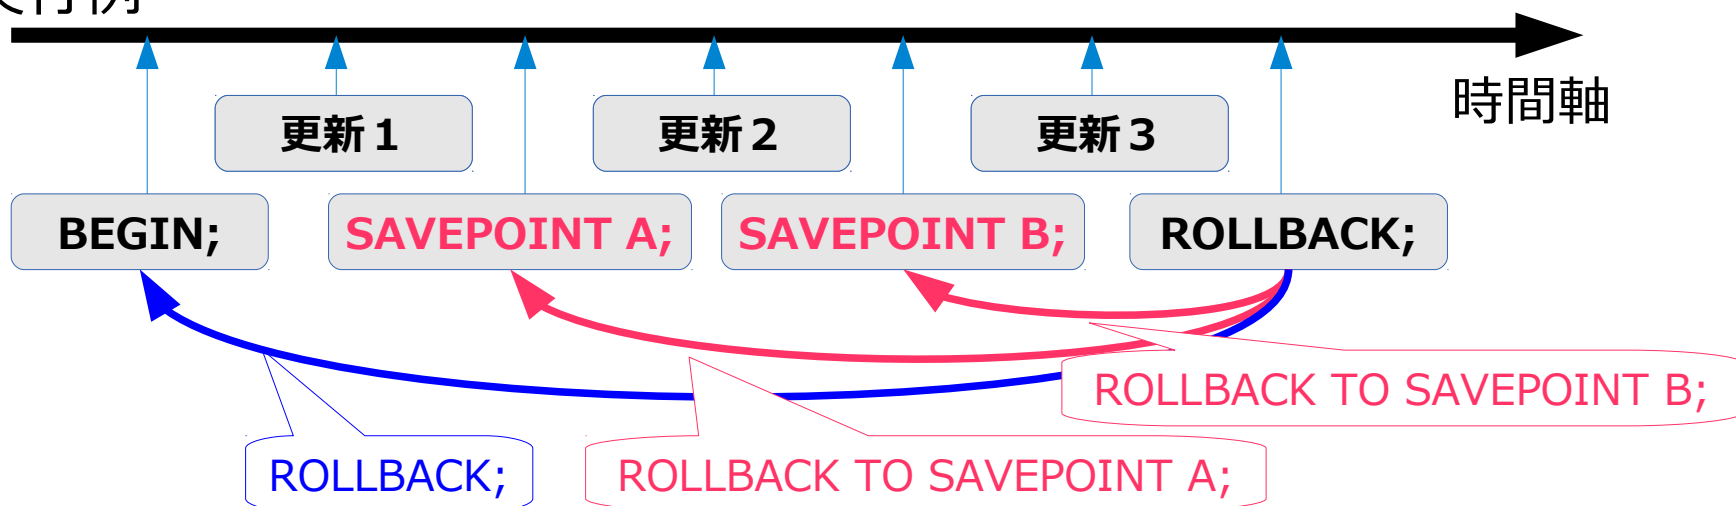 時間軸
更新１
更新２
更新３
BEGIN;
SAVEPOINT A;
SAVEPOINT B;
ROLLBACK;
ROLLBACK TO SAVEPOINT B;
ROLLBACK;
ROLLBACK TO SAVEPOINT A;